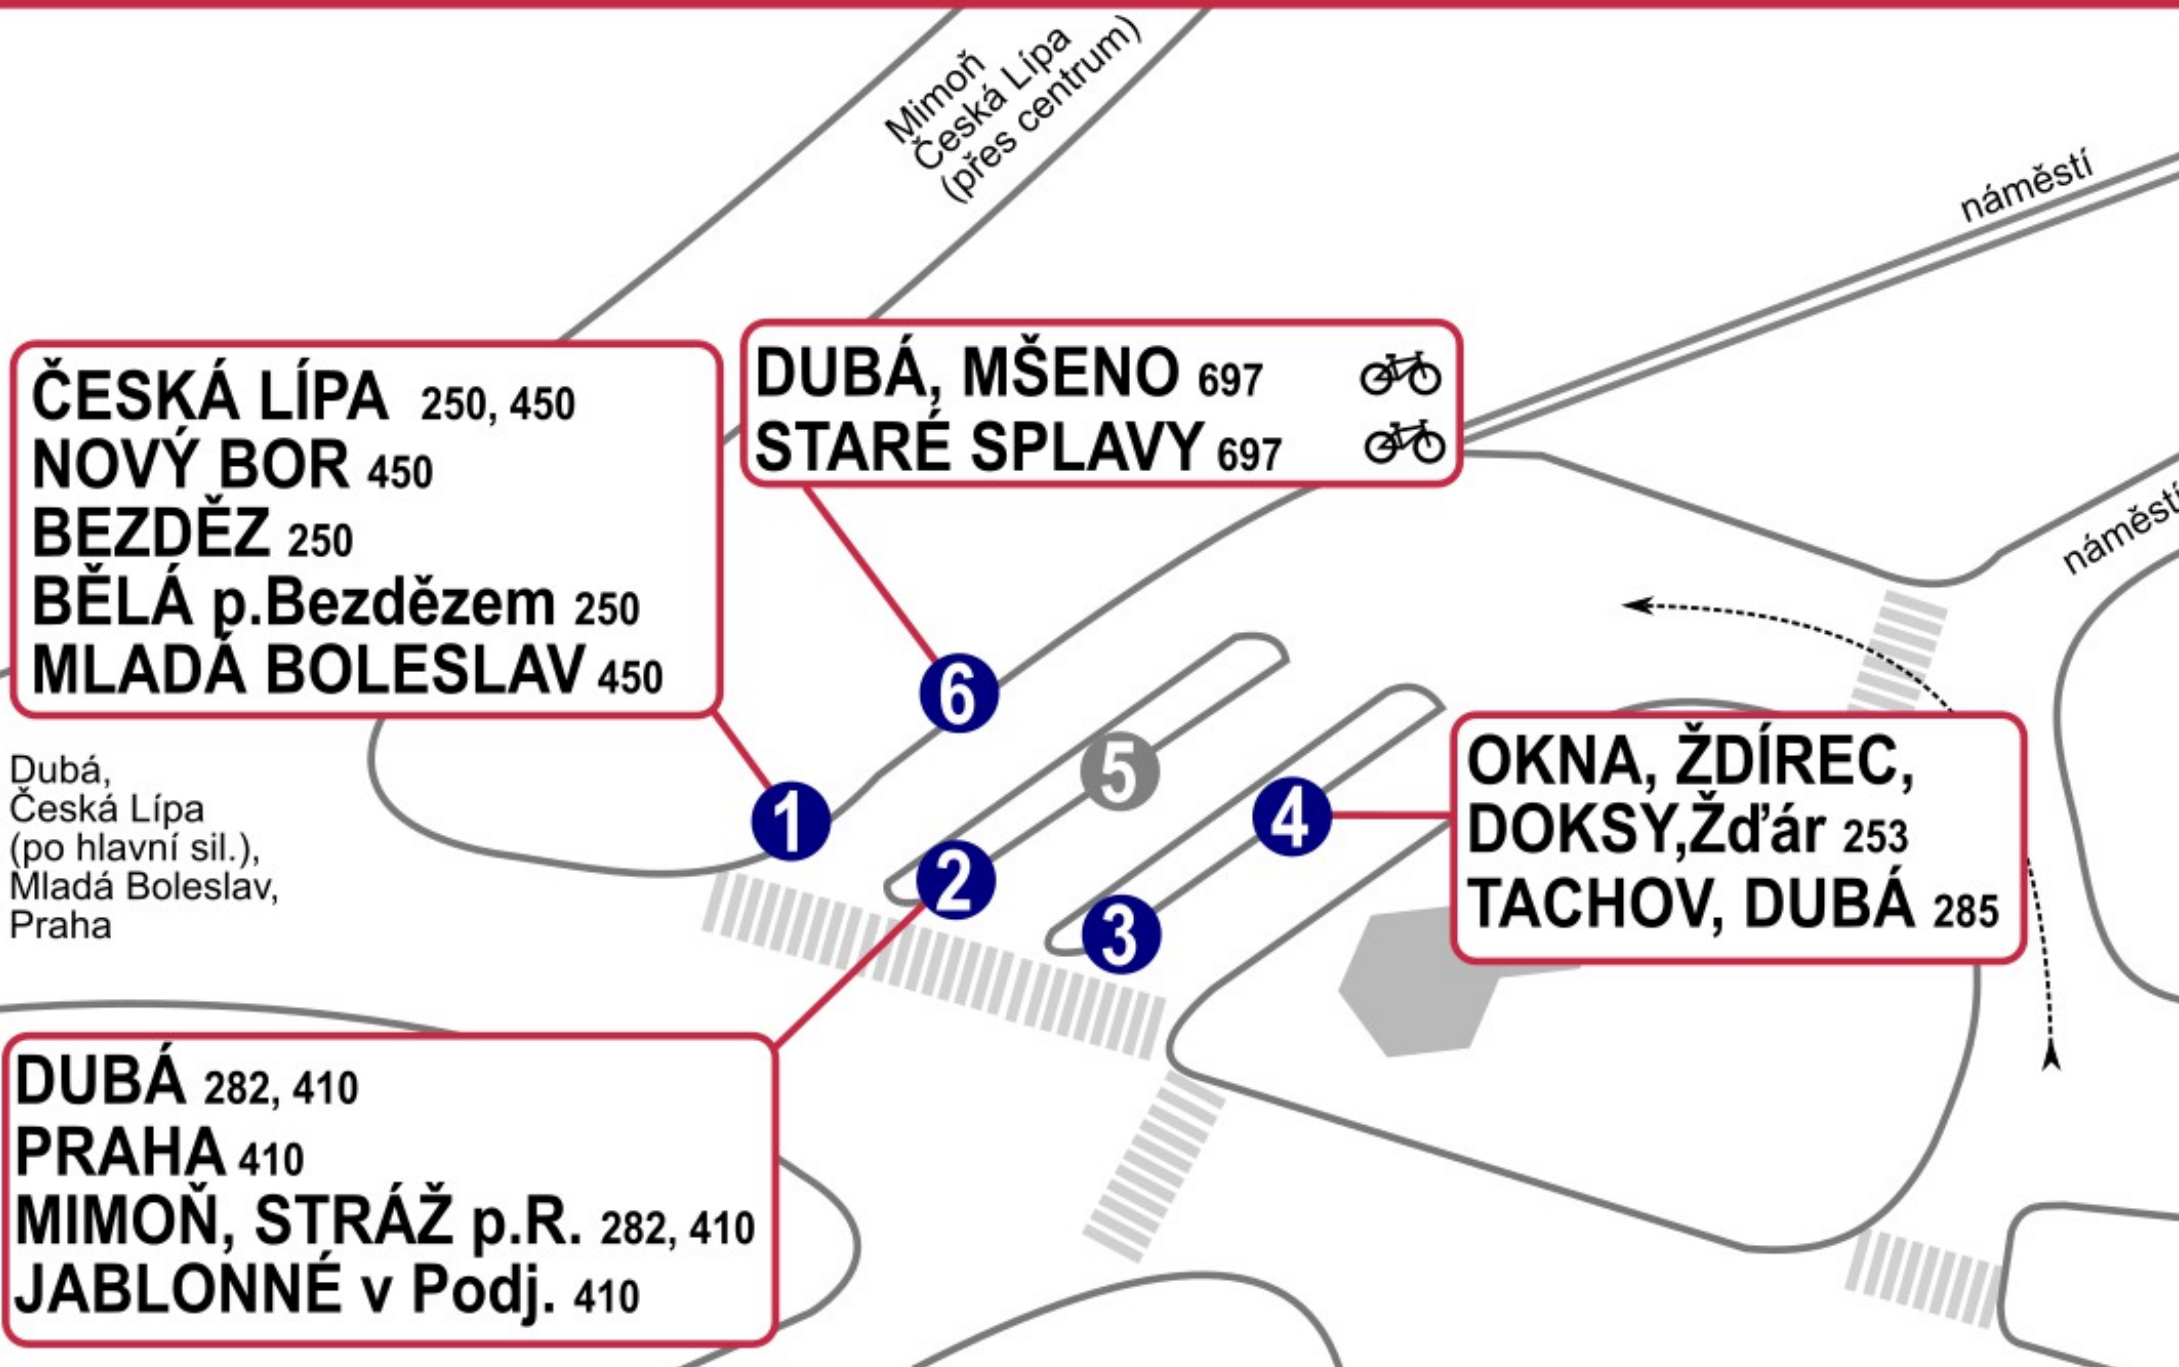 Mimoň
Česká Lípa
(přes centrum)
náměstí
náměstí
ČESKÁ LÍPA 250, 450
NOVÝ BOR 450
BEZDĚZ 250
BĚLÁ p.Bezdězem 250
MLADÁ BOLESLAV 450
DUBÁ, MŠENO 697
STARÉ SPLAVY 697
6
5
1
4
2
3
OKNA, ŽDÍREC,
DOKSY,Žďár 253
TACHOV, DUBÁ 285
Dubá,
Česká Lípa
(po hlavní sil.),
Mladá Boleslav,
Praha
DUBÁ 282, 410
PRAHA 410
MIMOŇ, STRÁŽ p.R. 282, 410
JABLONNÉ v Podj. 410